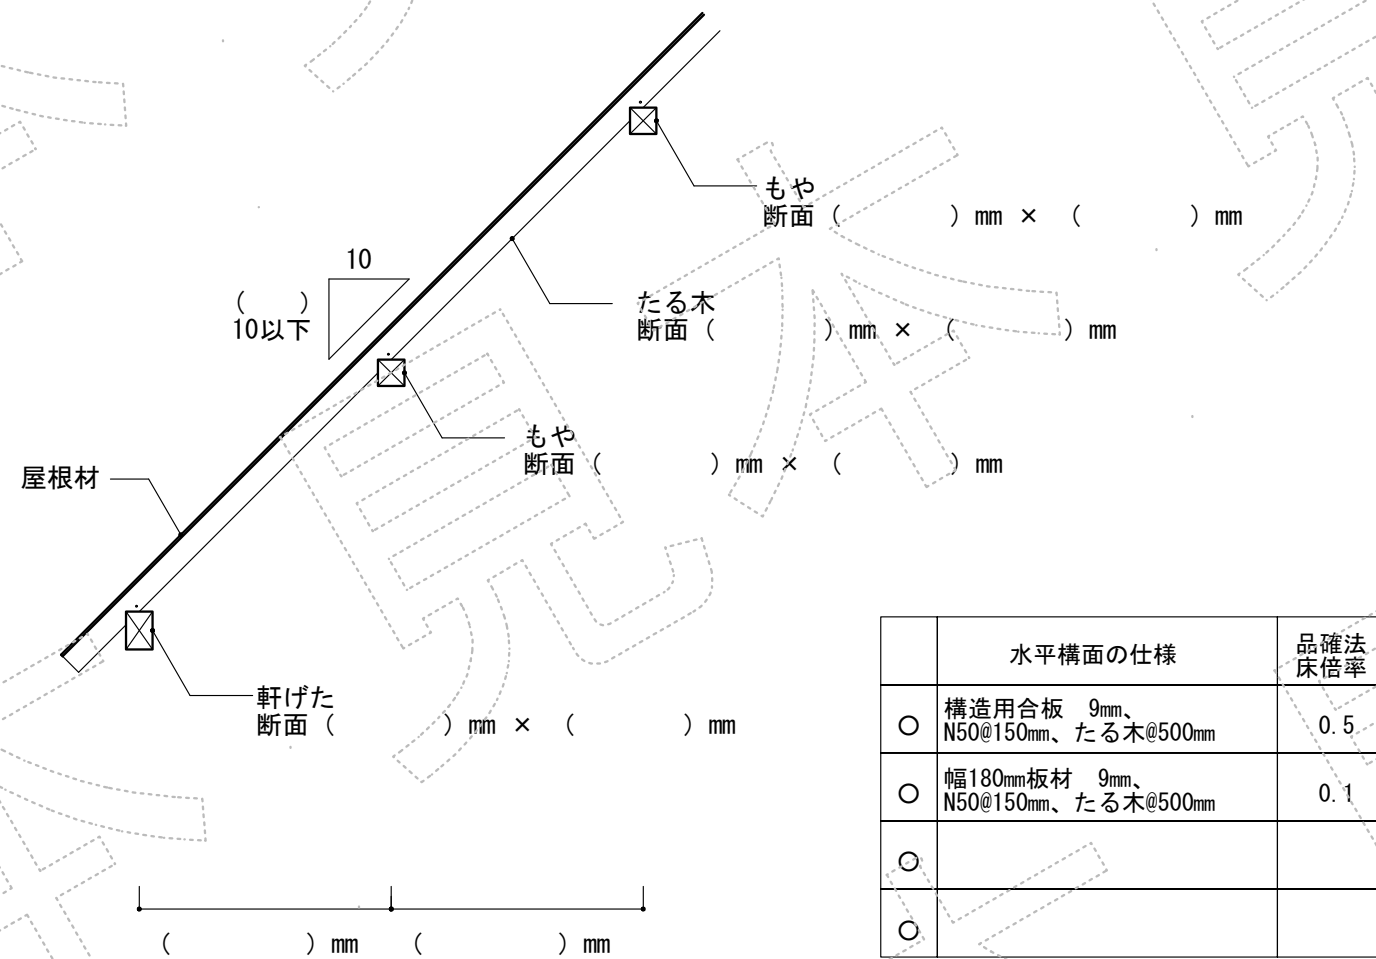 もや
断面（　　　　）mm ×　（　　　　）mm
10
（　　）
10以下
たる木
断面（　　　　）mm ×　（　　　　）mm
もや
断面（　　　　）mm ×　（　　　　）mm
屋根材
軒げた
断面（　　　　）mm ×　（　　　　）mm
（　　　　）mm　（　　　　）mm
水平構面の仕様　品確法
床倍率
○　構造用合板　9mm、
N50@150mm、たる木@500mm　0.5
○　幅180mm板材　9mm、
N50@150mm、たる木@500mm　0.1
○
○
見本